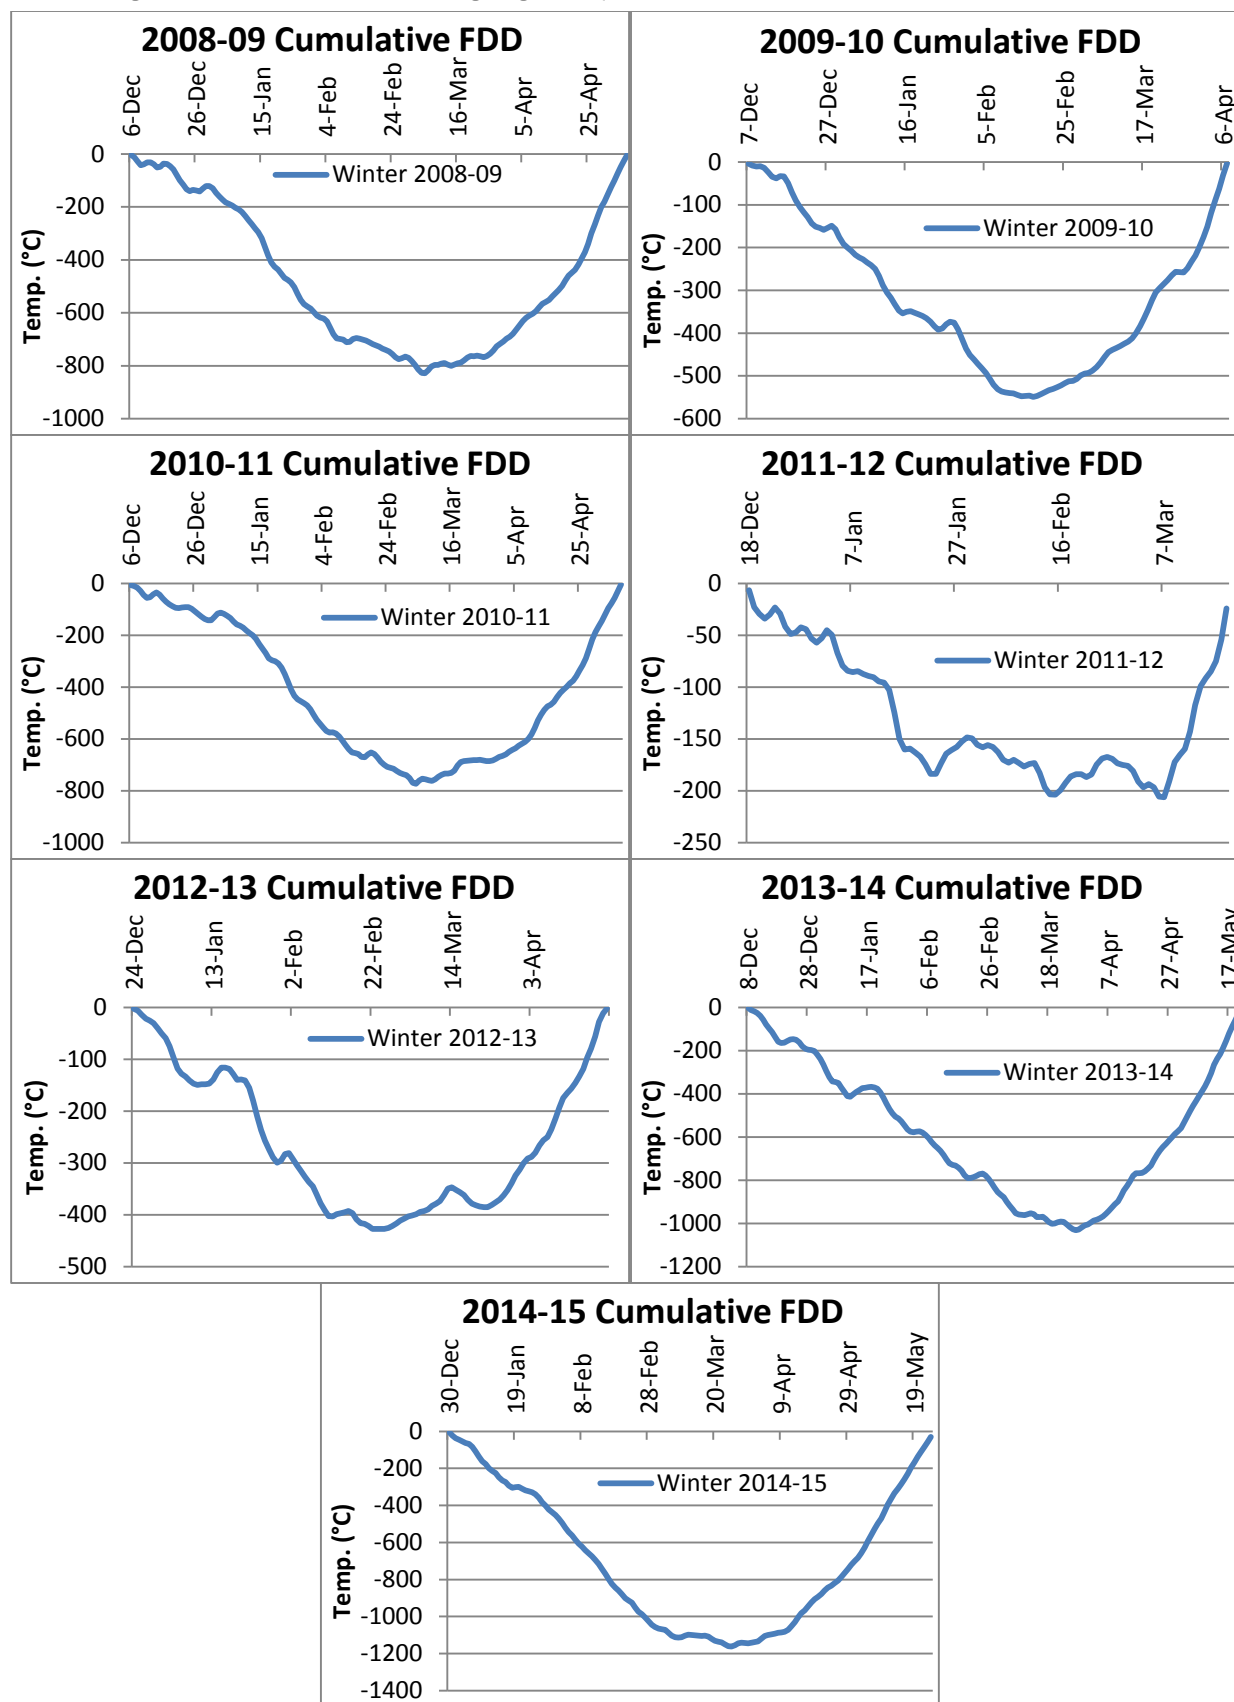 2008-09 Cumulative FDD
6-Dec
26-Dec
15-Jan
4-Feb
24-Feb
16-Mar
5-Apr
25-Apr
0
-200
-400
-600
-800
-1000
Temp. (°C)
Winter 2008-09
2009-10 Cumulative FDD
7-Dec
27-Dec
16-Jan
5-Feb
25-Feb
17-Mar
6-Apr
0
-100
-200
-300
-400
-500
-600
Temp. (°C)
Winter 2009-10
2010-11 Cumulative FDD
6-Dec
26-Dec
15-Jan
4-Feb
24-Feb
16-Mar
5-Apr
25-Apr
0
-200
-400
-600
-800
-1000
Temp. (°C)
Winter 2010-11
2011-12 Cumulative FDD
18-Dec
7-Jan
27-Jan
16-Feb
7-Mar
0
-50
-100
-150
-200
-250
Temp. (°C)
Winter 2011-12
2012-13 Cumulative FDD
24-Dec
13-Jan
2-Feb
22-Feb
14-Mar
3-Apr
0
-100
-200
-300
-400
-500
Temp. (°C)
Winter 2012-13
2013-14 Cumulative FDD
8-Dec
28-Dec
17-Jan
6-Feb
26-Feb
18-Mar
7-Apr
27-Apr
17-May
0
-200
-400
-600
-800
-1000
-1200
Temp. (°C)
Winter 2013-14
2014-15 Cumulative FDD
30-Dec
19-Jan
8-Feb
28-Feb
20-Mar
9-Apr
29-Apr
19-May
0
-200
-400
-600
-800
-1000
-1200
-1400
Temp. (°C)
Winter 2014-15